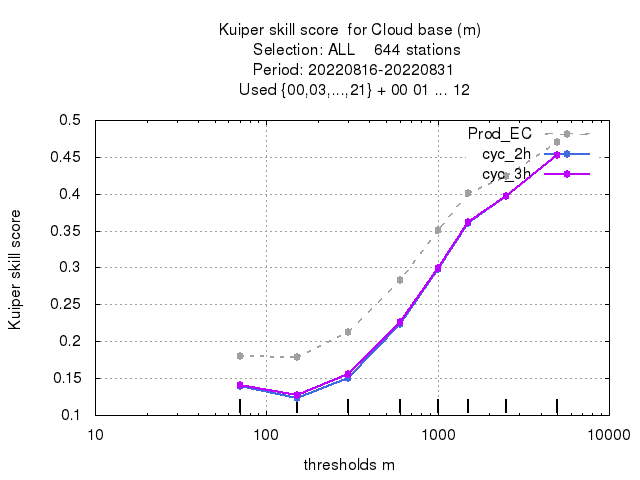 Kuiper skill score  for Cloud base (m)
Selection: ALL    644 stations
Period: 20220816-20220831
Used {00,03,...,21} + 00 01 ... 12
Prod_EC
cyc_2h
cyc_3h
0.5
0.45
0.4
0.35
0.3
0.25
0.2
0.15
0.1
Kuiper skill score
10
100
1000
10000
thresholds m